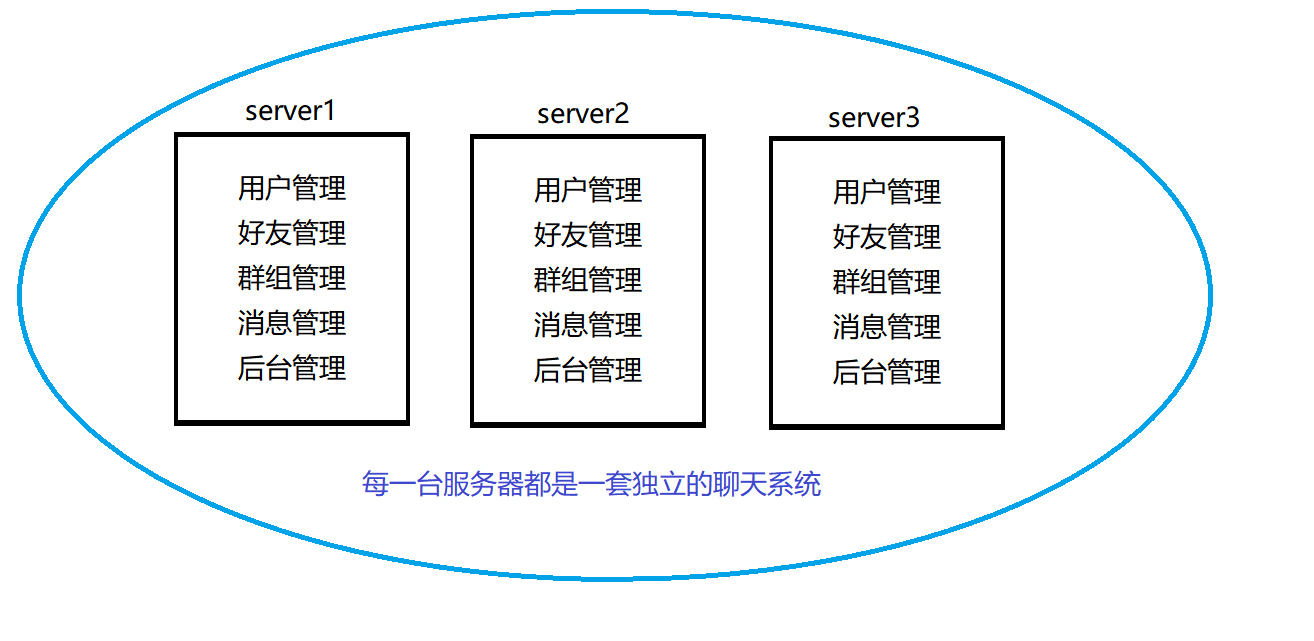 server1
用户管理
好友管理
群组管理
消息管理
后台管理
server2
用户管理
好友管理
群组管理
消息管理
后台管理
server3
用户管理
好友管理
群组管理
消息管理
后台管理
每一台服务器都是一套独立的聊天系统